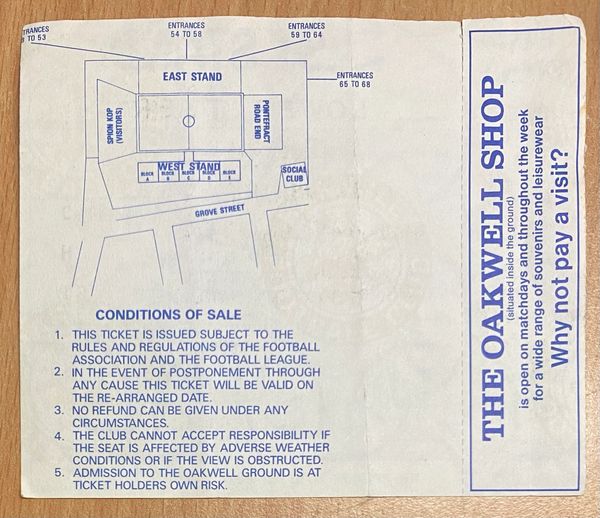 ENTRANCES
TO 53
ENTRANCES
54 TO 58
ENTRANCES
59 TO 64
ENTRANCES
65 TO 68
EAST STAND
SPION KOP
(VISITORS)
PONTEFRACT
ROAD END
WEST STAND
BLOCK
A
BLOCK
B
BLOCK
C
BLOCK
D
BLOCK
E
SOCIAL
CLUB
GROVE STREET
CONDITIONS OF SALE
1. THIS TICKET IS ISSUED SUBJECT TO THE
RULES AND REGULATIONS OF THE FOOTBALL
ASSOCIATION AND THE FOOTBALL LEAGUE.
2. IN THE EVENT OF POSTPONEMENT THROUGH
ANY CAUSE THIS TICKET WILL BE VALID ON
THE RE-ARRANGED DATE.
3. NO REFUND CAN BE GIVEN UNDER ANY
CIRCUMSTANCES.
4. THE CLUB CANNOT ACCEPT RESPONSIBILITY IF
THE SEAT IS AFFECTED BY ADVERSE WEATHER
CONDITIONS OR IF THE VIEW IS OBSTRUCTED.
5. ADMISSION TO THE OAKWELL GROUND IS AT
TICKET HOLDERS OWN RISK.
THE OAKWELL SHOP
(situated inside the ground)
is open on matchdays and throughout the week
for a wide range of souvenirs and leisurewear
Why not pay a visit?